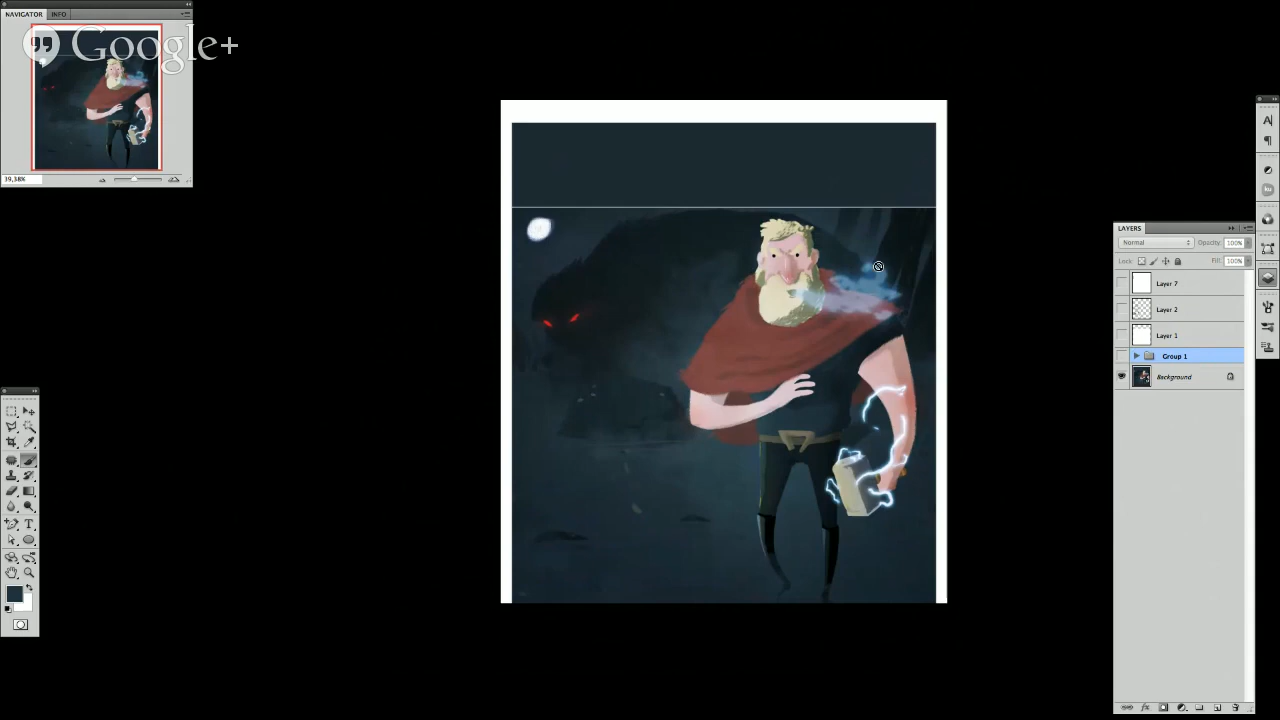 NAVIGATOR INFO
Google+
19,38%
LAYERS
Normal Opacity: 100%
Lock: Fill: 100%
Layer 7
Layer 2
Layer 1
Group 1
Background
A
ku
T